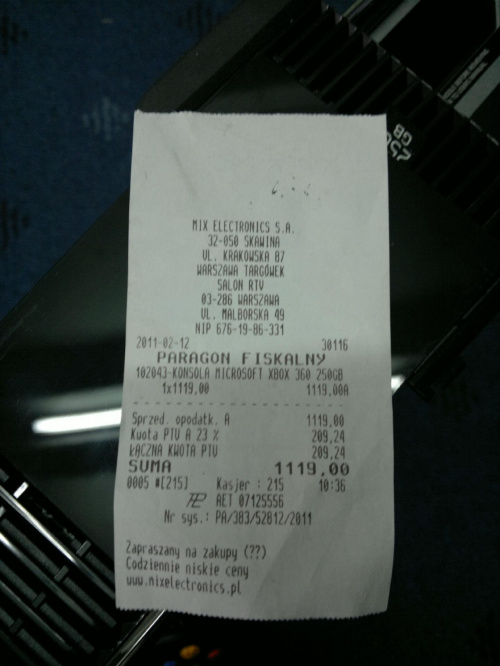 MIX ELECTRONICS S.A.
32-050 SKAWINA
UL. KRAKOWSKA 87
WARSZAWA TARGÓWEK
SALON RTV
03-286 WARSZAWA
UL. MALBORSKA 49
NIP 676-19-86-331
2011-02-12 30116
PARAGON FISKALNY
102043-KONSOLA MICROSOFT XBOX 360 250GB
1x1119,00 1119,00A
Sprzed. opodatk. A 1119,00
Kwota PTU A 23 % 209,24
ŁĄCZNA KWOTA PTU 209,24
SUMA 1119,00
0005 #[215] Kasjer : 215 10:36
AET 07125556
Nr sys.: PA/383/52812/2011
Zapraszany na zakupy (??)
Codziennie niskie ceny
www.mixelectronics.pl
250
GB